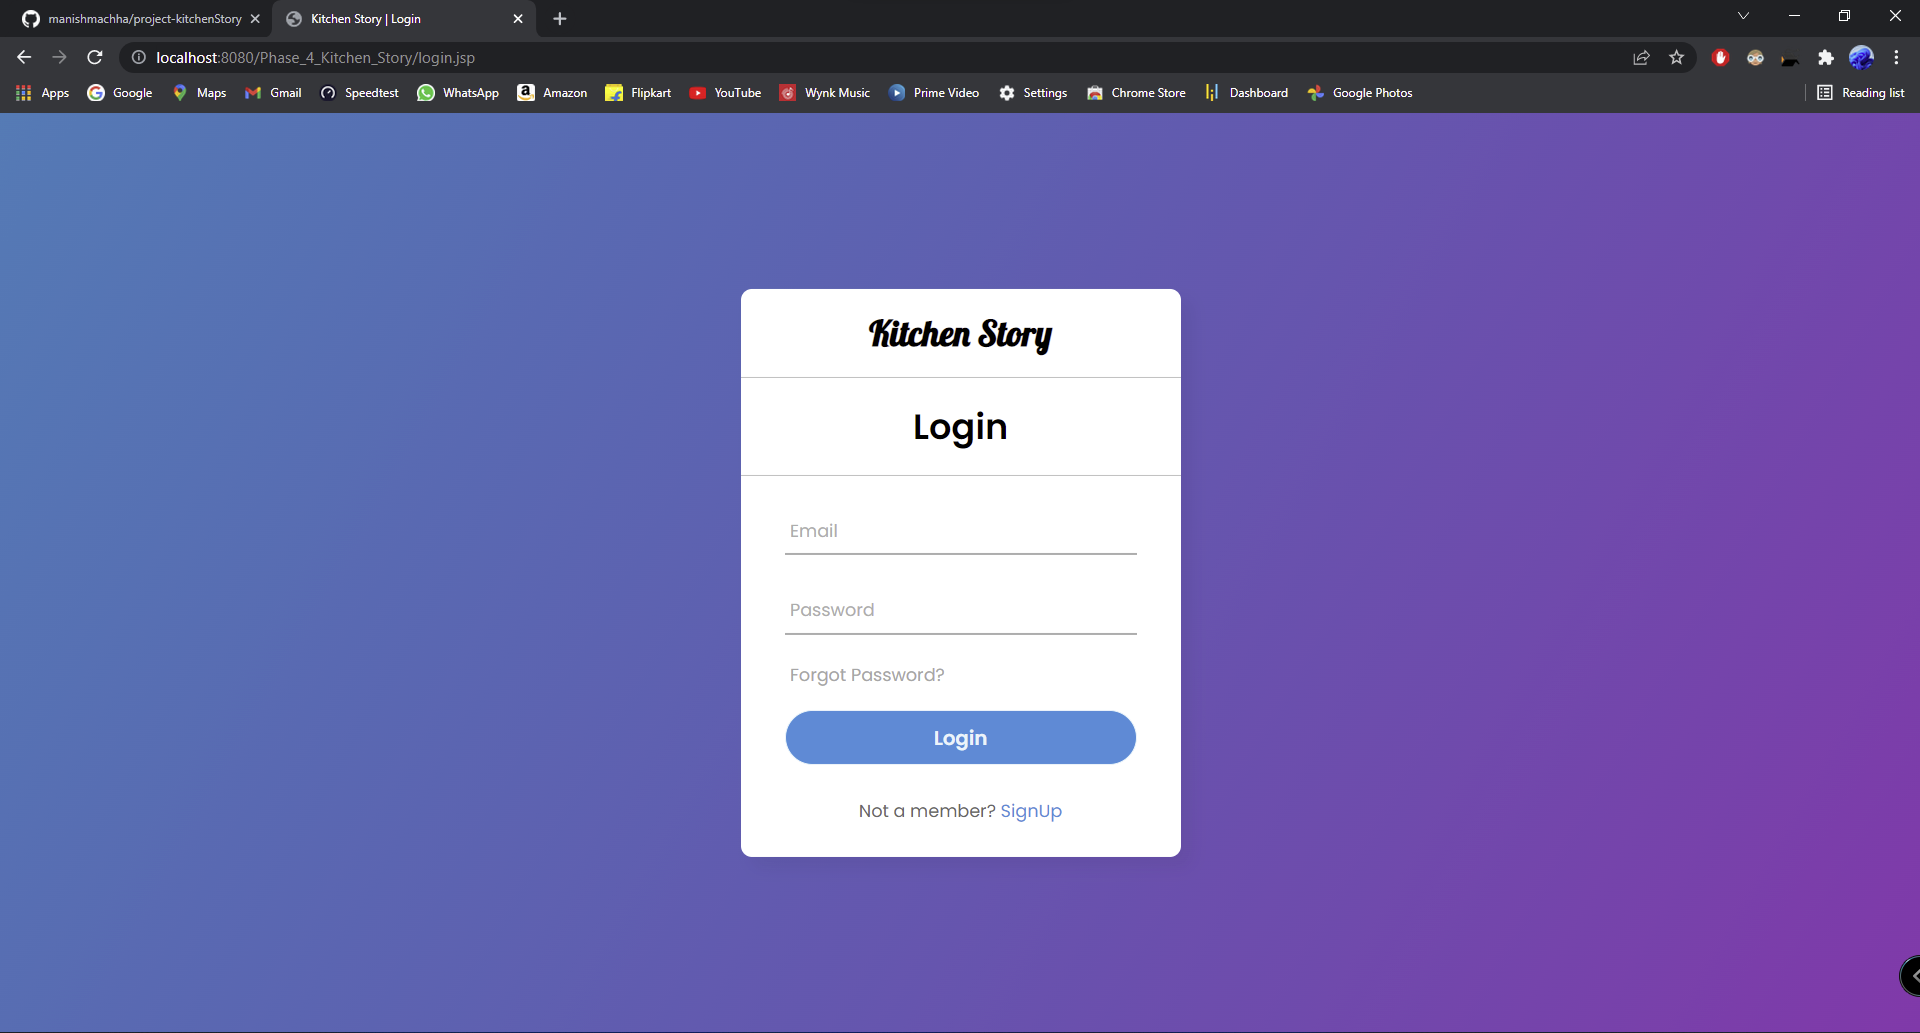 manishmachha/project-kitchenStory
Kitchen Story | Login
localhost:8080/Phase_4_Kitchen_Story/login.jsp
Apps Google Maps Gmail Speedtest WhatsApp Amazon Flipkart YouTube Wynk Music Prime Video Settings Chrome Store Dashboard Google Photos Reading list
Kitchen Story
Login
Email
Password
Forgot Password?
Login
Not a member? SignUp